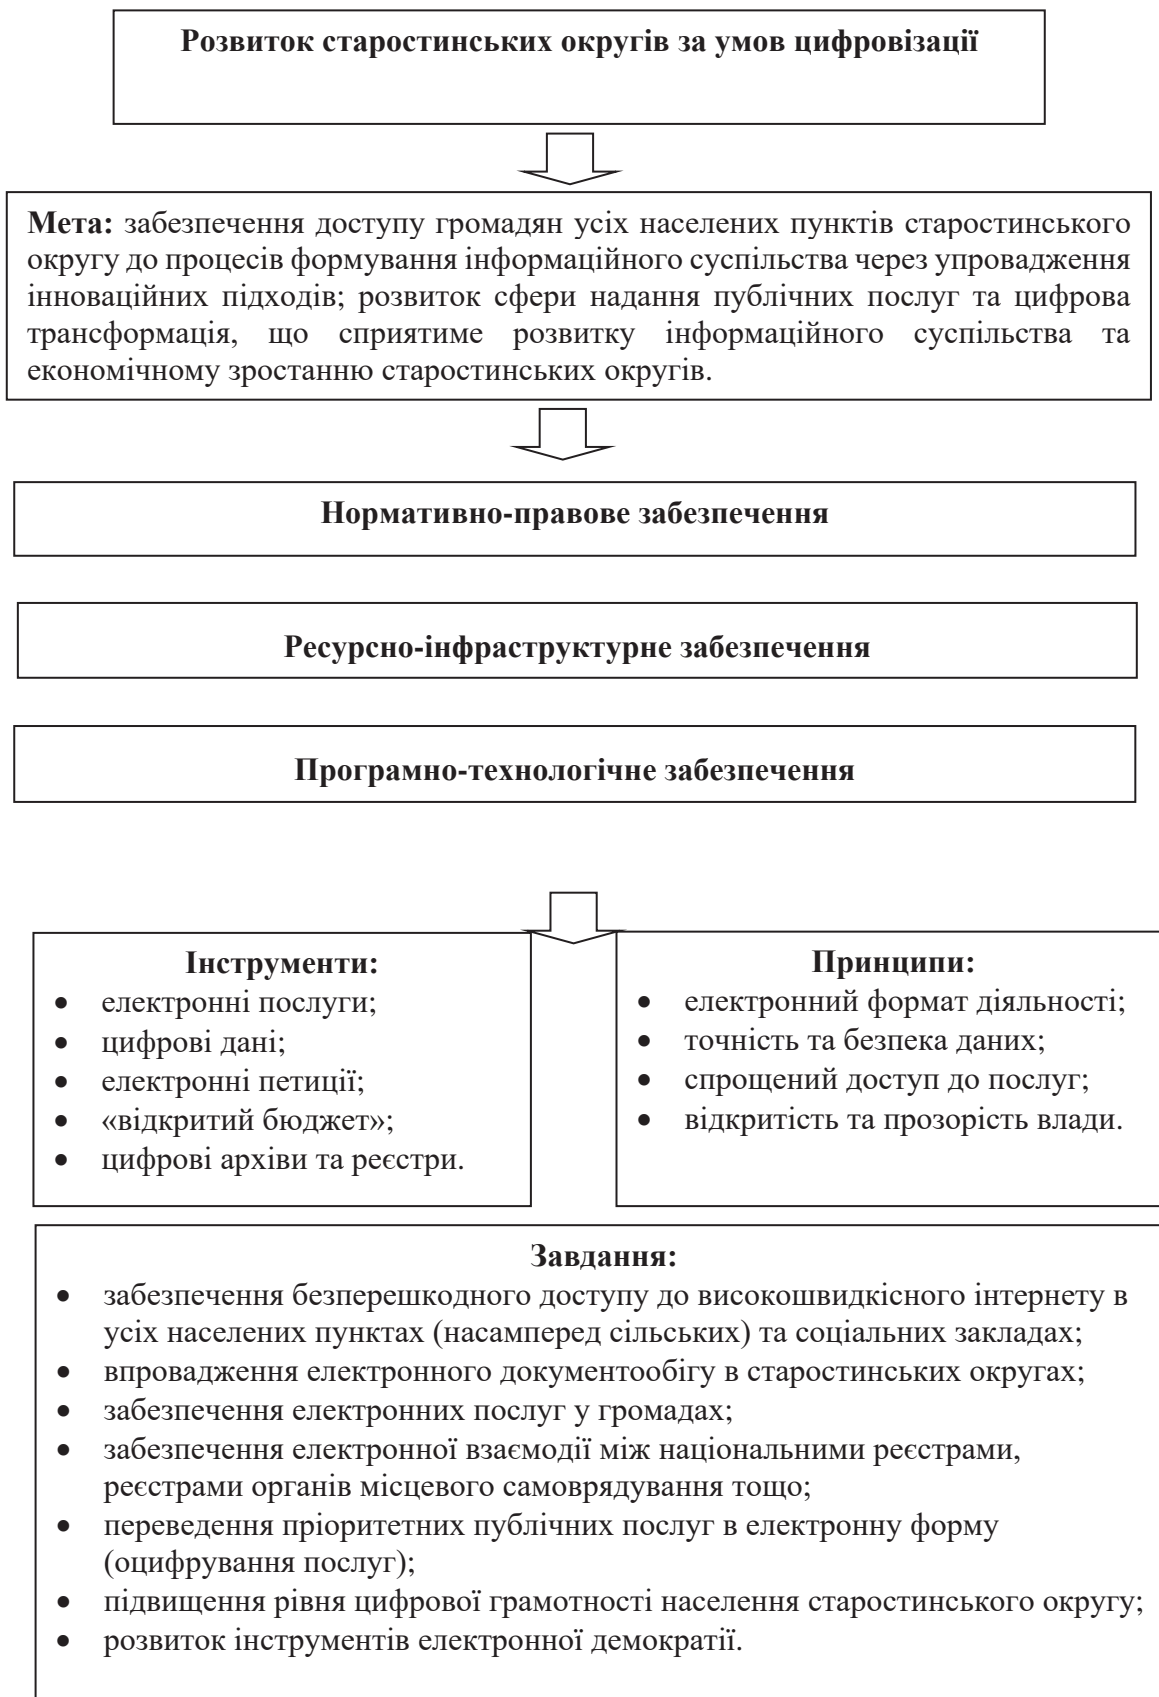 Розвиток старостинських округів за умов цифровізації
Мета: забезпечення доступу громадян усіх населених пунктів старостинського
округу до процесів формування інформаційного суспільства через упровадження
інноваційних підходів; розвиток сфери надання публічних послуг та цифрова
трансформація, що сприятиме розвитку інформаційного суспільства та
економічному зростанню старостинських округів.
Нормативно-правове забезпечення
Ресурсно-інфраструктурне забезпечення
Програмно-технологічне забезпечення
Інструменти:
• електронні послуги;
• цифрові дані;
• електронні петиції;
• «відкритий бюджет»;
• цифрові архіви та реєстри.
Принципи:
• електронний формат діяльності;
• точність та безпека даних;
• спрощений доступ до послуг;
• відкритість та прозорість влади.
Завдання:
• забезпечення безперешкодного доступу до високошвидкісного інтернету в
усіх населених пунктах (насамперед сільських) та соціальних закладах;
• впровадження електронного документообігу в старостинських округах;
• забезпечення електронних послуг у громадах;
• забезпечення електронної взаємодії між національними реєстрами,
реєстрами органів місцевого самоврядування тощо;
• переведення пріоритетних публічних послуг в електронну форму
(оцифрування послуг);
• підвищення рівня цифрової грамотності населення старостинського округу;
• розвиток інструментів електронної демократії.